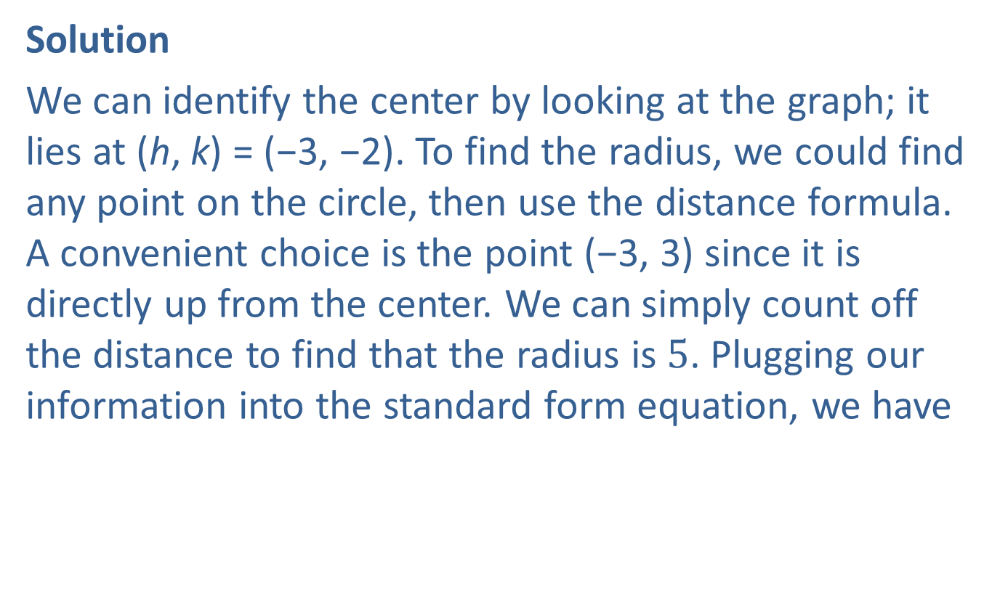 Solution
We can identify the center by looking at the graph; it
lies at (h, k) = (−3, −2). To find the radius, we could find
any point on the circle, then use the distance formula.
A convenient choice is the point (−3, 3) since it is
directly up from the center. We can simply count off
the distance to find that the radius is 5. Plugging our
information into the standard form equation, we have